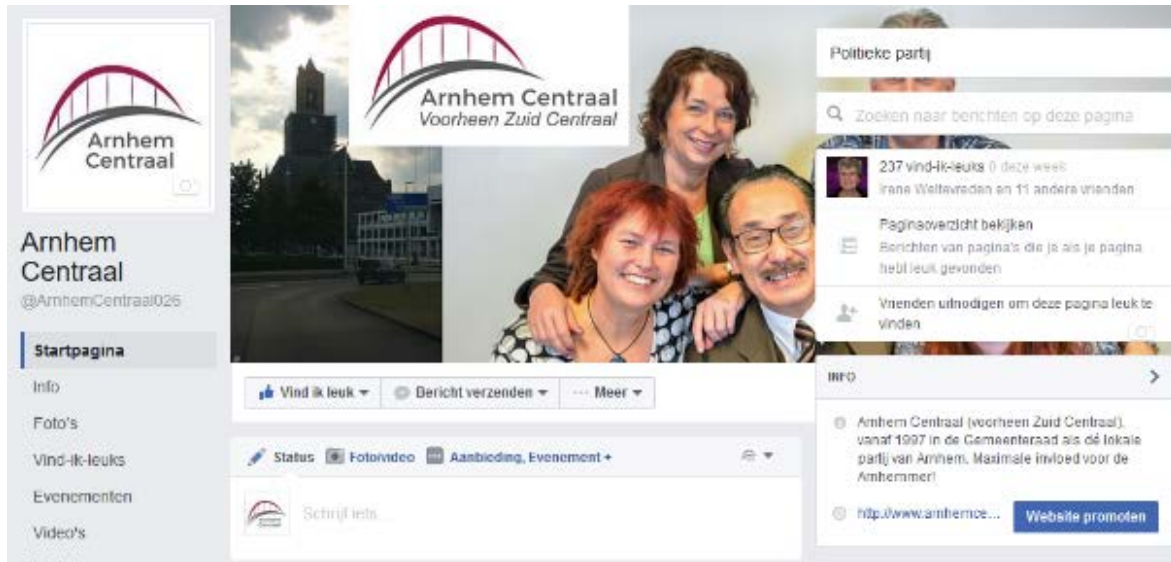 Arnhem
Centraal
Arnhem
Centraal
@ArnhemCentraal026
Startpagina
Info
Foto's
Vind-ik-leuks
Evenementen
Video's
Arnhem Centraal
Voorheen Zuid Centraal
Vind ik leuk
Bericht verzenden
··· Meer
Status Foto/video Aanbieding, Evenement +
Schrijf iets...
Politieke partij
Zoeken naar berichten op deze pagina
237 vind-ik-leuks 0 deze week
Irene Weltevreden en 11 andere vrienden
Paginaoverzicht bekijken
Berichten van pagina's die je als je pagina
hebt leuk gevonden
Vrienden uitnodigen om deze pagina leuk te
vinden
INFO
Arnhem Centraal (voorheen Zuid Centraal),
vanaf 1997 in de Gemeenteraad als dé lokale
partij van Arnhem. Maximale invloed voor de
Arnhemmer!
http://www.arnhemce...
Website promoten